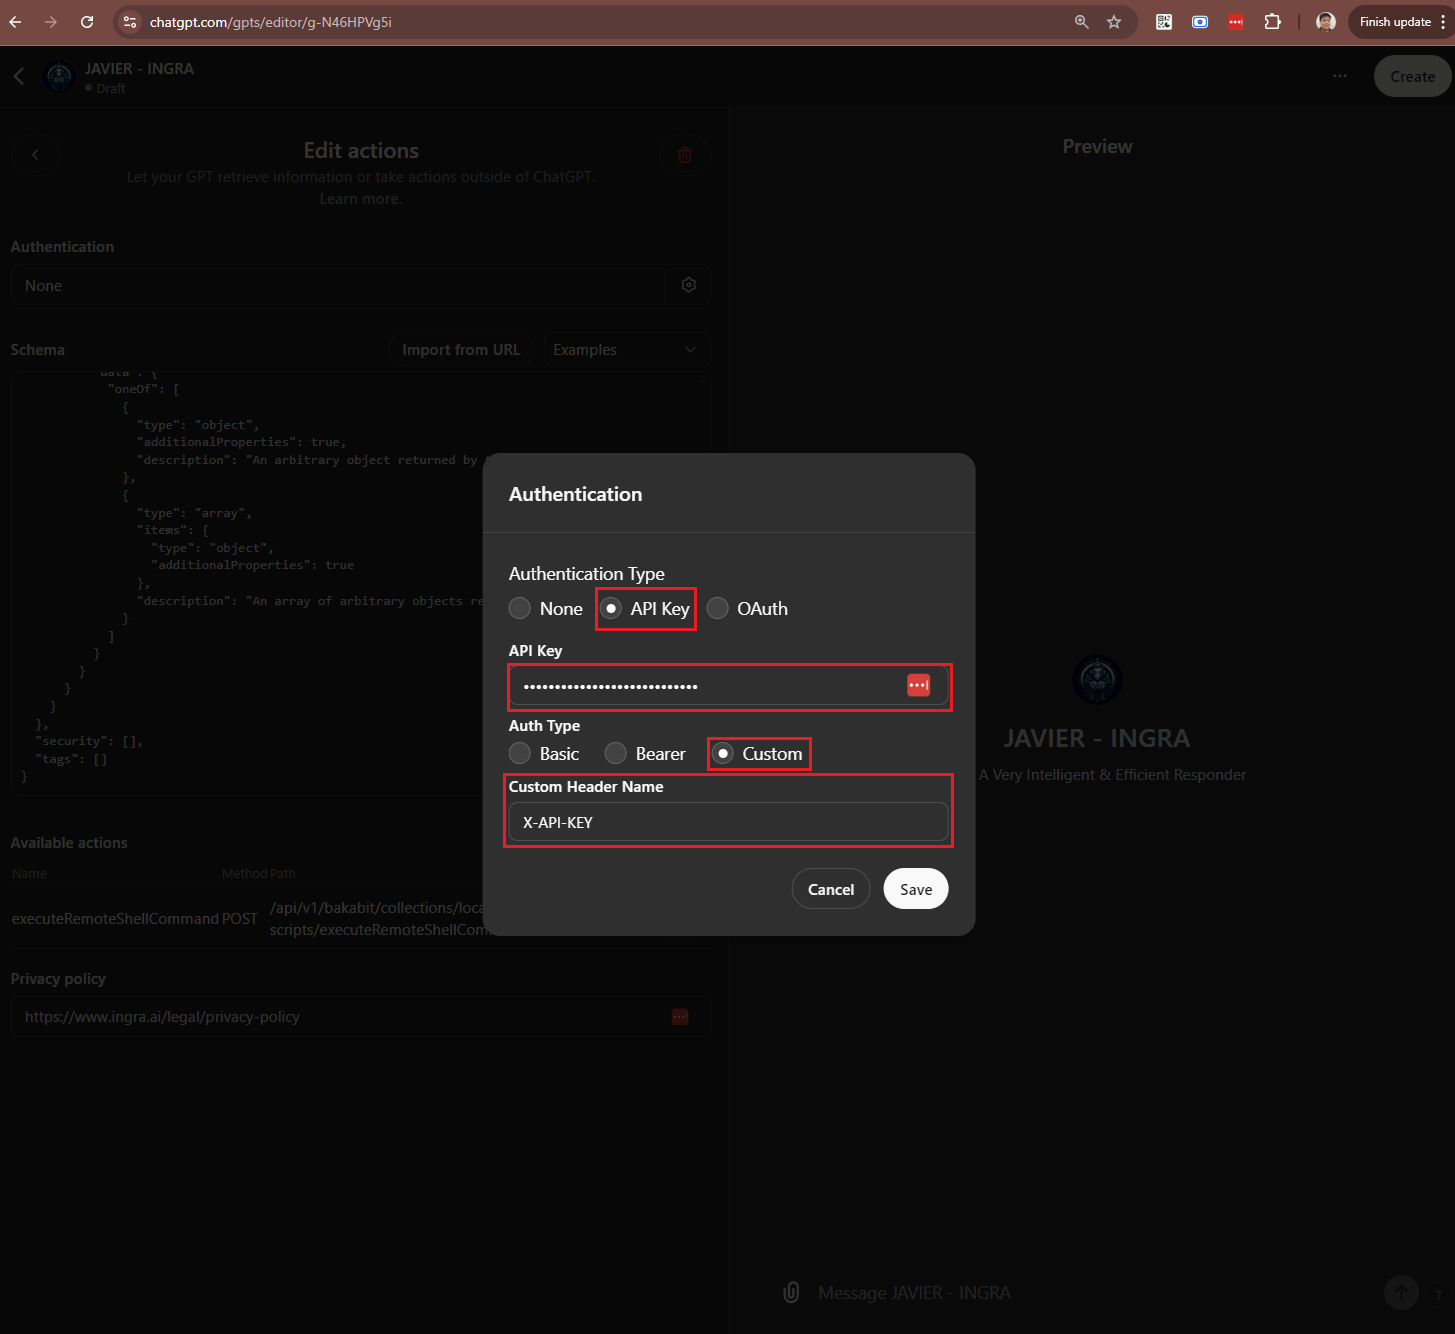 chatgpt.com/gpts/editor/g-N46HPVg5i
Finish update
JAVIER - INGRA
Draft
Create
Edit actions
Let your GPT retrieve information or take actions outside of ChatGPT.
Learn more.
Preview
Authentication
None
Schema
Import from URL
Examples
"data": {
"oneOf": [
{
"type": "object",
"additionalProperties": true,
"description": "An arbitrary object returned by
},
{
"type": "array",
"items": {
"type": "object",
"additionalProperties": true
},
"description": "An array of arbitrary objects re
}
]
}
}
}
}
},
"security": [],
"tags": []
}
Available actions
Name Method Path
executeRemoteShellCommand POST /api/v1/bakabit/collections/loca
scripts/executeRemoteShellCom
Privacy policy
https://www.ingra.ai/legal/privacy-policy
Authentication
Authentication Type
None API Key OAuth
API Key
••••••••••••••••••••••••••••
Auth Type
Basic Bearer Custom
Custom Header Name
X-API-KEY
Cancel Save
JAVIER - INGRA
A Very Intelligent & Efficient Responder
Message JAVIER - INGRA
?